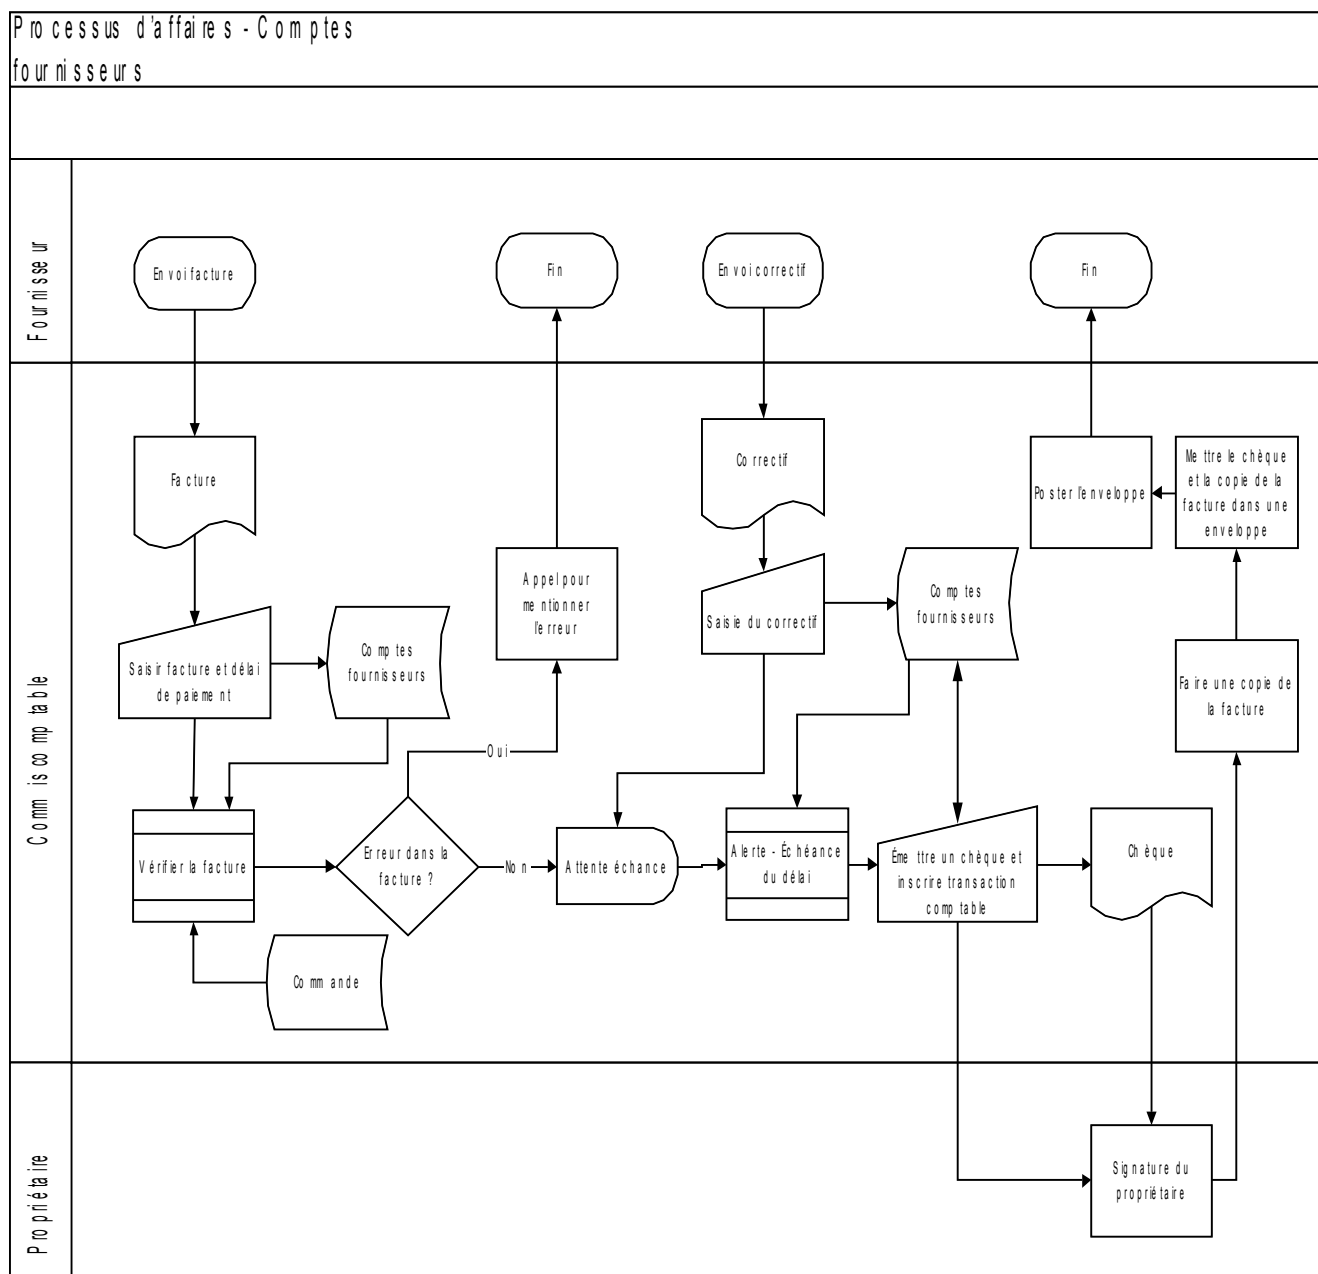 Processus d'affaires - Comptes
fournisseurs
Fournisseur
Envoi facture
Fin
Envoi correctif
Fin
Commis comptable
Facture
Correctif
Poster l'enveloppe
Mettre le chèque
et la copie de la
facture dans une
enveloppe
Appel pour
mentionner
l'erreur
Saisie du correctif
Comptes
fournisseurs
Saisir facture et délai
de paiement
Comptes
fournisseurs
Faire une copie de
la facture
Oui
Vérifier la facture
Erreur dans la
facture ?
Non
Attente échance
Alerte - Échéance
du délai
Émettre un chèque et
inscrire transaction
comptable
Chèque
Commande
Propriétaire
Signature du
propriétaire